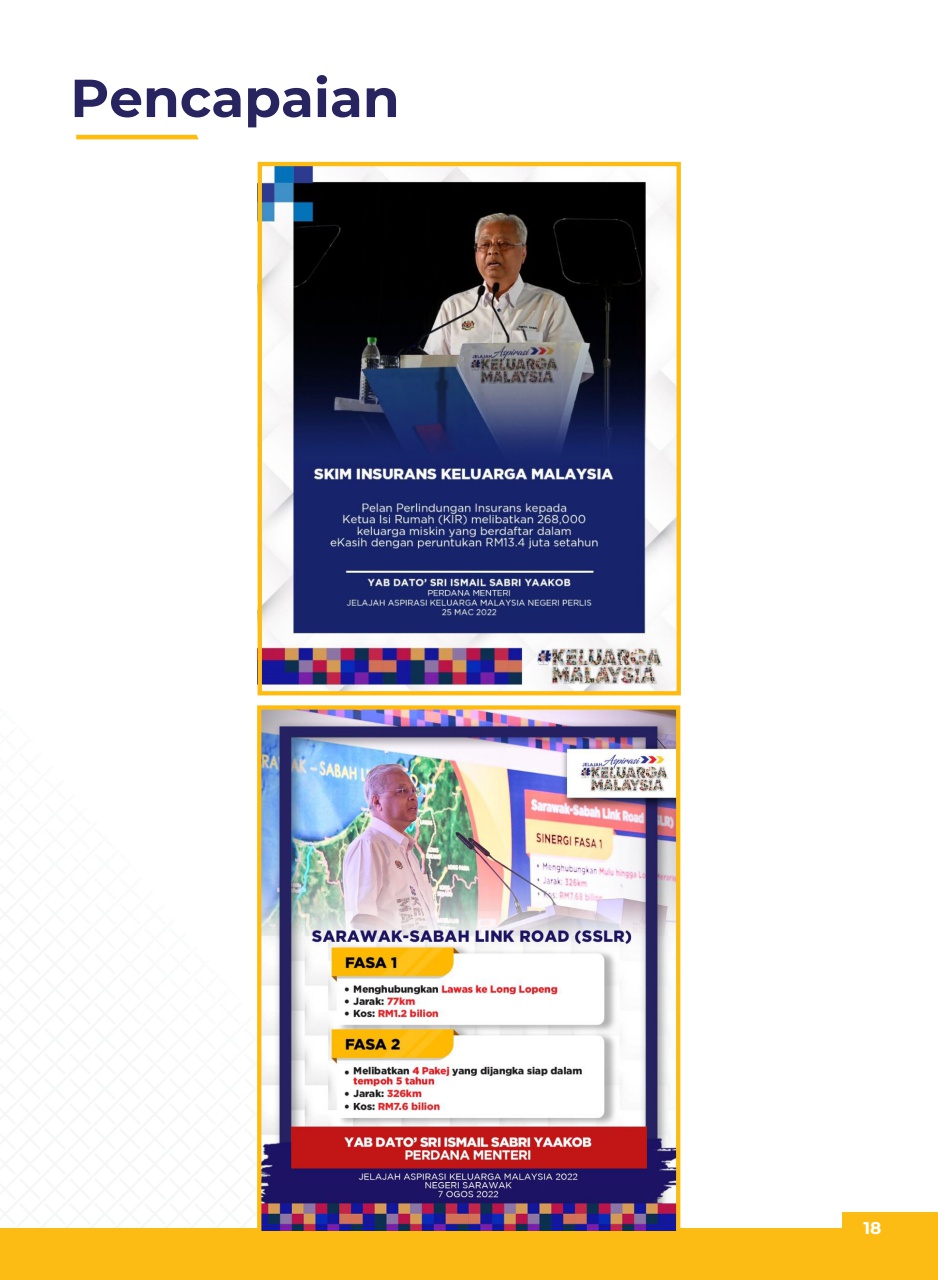 Pencapaian
JELAJAH Aspirasi
#KELUARGA
MALAYSIA
SKIM INSURANS KELUARGA MALAYSIA
Pelan Perlindungan Insurans kepada
Ketua Isi Rumah (KIR) melibatkan 268,000
keluarga miskin yang berdaftar dalam
eKasih dengan peruntukan RM13.4 juta setahun
YAB DATO' SRI ISMAIL SABRI YAAKOB
PERDANA MENTERI
JELAJAH ASPIRASI KELUARGA MALAYSIA NEGERI PERLIS
25 MAC 2022
#KELUARGA
MALAYSIA
JELAJAH Aspirasi
#KELUARGA
MALAYSIA
– SABAH
Sarawak-Sabah Link Road
SINERGI FASA 1
• Menghubungkan Mulu hingga
• Jarak: 326km
• Kos: RM7.68 bilion
SARAWAK-SABAH LINK ROAD (SSLR)
FASA 1
• Menghubungkan Lawas ke Long Lopeng
• Jarak: 77km
• Kos: RM1.2 bilion
FASA 2
• Melibatkan 4 Pakej yang dijangka siap dalam
tempoh 5 tahun
• Jarak: 326km
• Kos: RM7.6 bilion
YAB DATO' SRI ISMAIL SABRI YAAKOB
PERDANA MENTERI
JELAJAH ASPIRASI KELUARGA MALAYSIA 2022
NEGERI SARAWAK
7 OGOS 2022
18